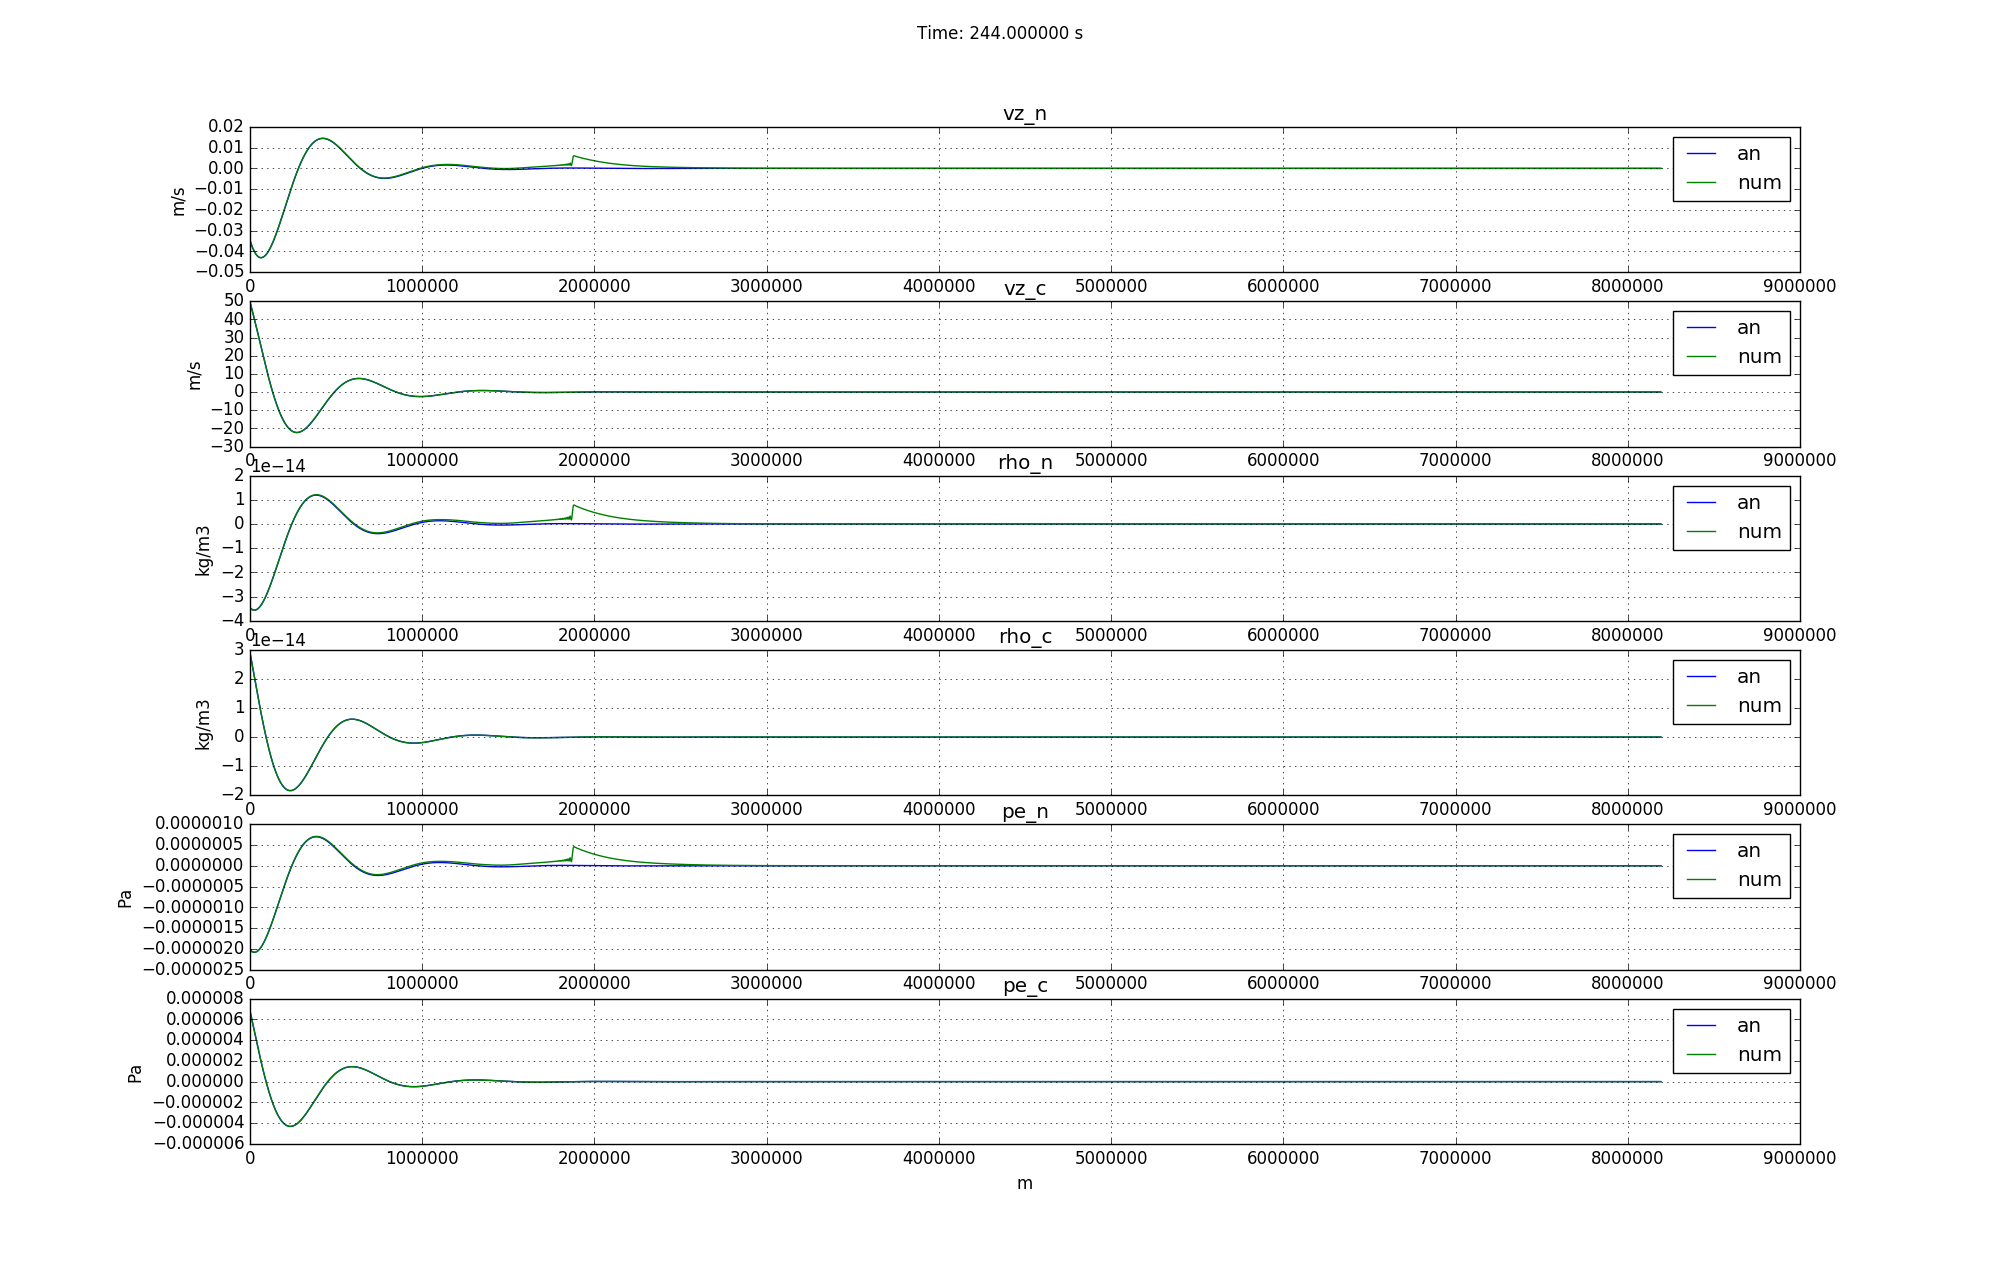 Time: 244.000000 s
vz_n
0.02
0.01
0.00
−0.01
−0.02
−0.03
−0.04
−0.05
m/s
an
num
0 1000000 2000000 3000000 4000000 5000000 6000000 7000000 8000000 9000000
vz_c
50
40
30
20
10
0
−10
−20
−30
m/s
an
num
0 1000000 2000000 3000000 4000000 5000000 6000000 7000000 8000000 9000000
1e−14
rho_n
2
1
0
−1
−2
−3
−4
kg/m3
an
num
0 1000000 2000000 3000000 4000000 5000000 6000000 7000000 8000000 9000000
1e−14
rho_c
3
2
1
0
−1
−2
kg/m3
an
num
0 1000000 2000000 3000000 4000000 5000000 6000000 7000000 8000000 9000000
pe_n
0.0000010
0.0000005
0.0000000
−0.0000005
−0.0000010
−0.0000015
−0.0000020
−0.0000025
Pa
an
num
0 1000000 2000000 3000000 4000000 5000000 6000000 7000000 8000000 9000000
pe_c
0.000008
0.000006
0.000004
0.000002
0.000000
−0.000002
−0.000004
−0.000006
Pa
an
num
0 1000000 2000000 3000000 4000000 5000000 6000000 7000000 8000000 9000000
m